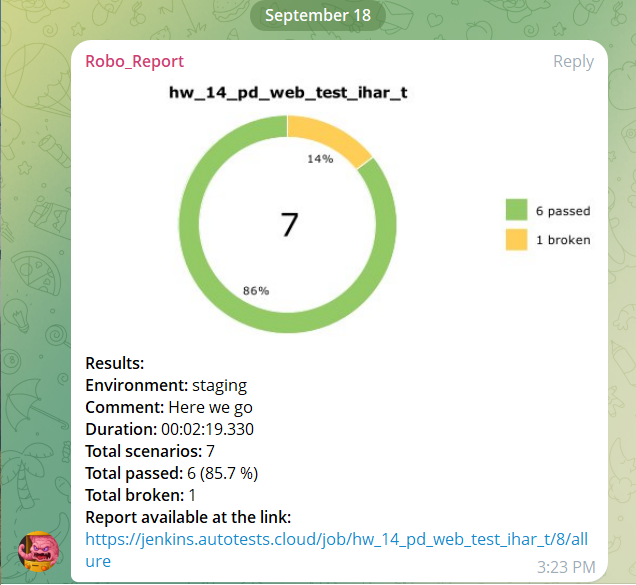 September 18
Robo_Report
Reply
hw_14_pd_web_test_ihar_t
14%
7
6 passed
1 broken
86%
Results:
Environment: staging
Comment: Here we go
Duration: 00:02:19.330
Total scenarios: 7
Total passed: 6 (85.7 %)
Total broken: 1
Report available at the link:
https://jenkins.autotests.cloud/job/hw_14_pd_web_test_ihar_t/8/all
ure
3:23 PM